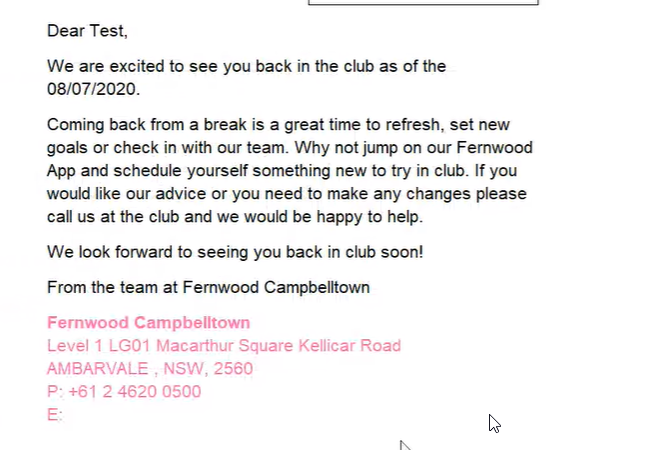 Dear Test,
We are excited to see you back in the club as of the
08/07/2020.
Coming back from a break is a great time to refresh, set new
goals or check in with our team. Why not jump on our Fernwood
App and schedule yourself something new to try in club. If you
would like our advice or you need to make any changes please
call us at the club and we would be happy to help.
We look forward to seeing you back in club soon!
From the team at Fernwood Campbelltown
Fernwood Campbelltown
Level 1 LG01 Macarthur Square Kellicar Road
AMBARVALE , NSW, 2560
P: +61 2 4620 0500
E: